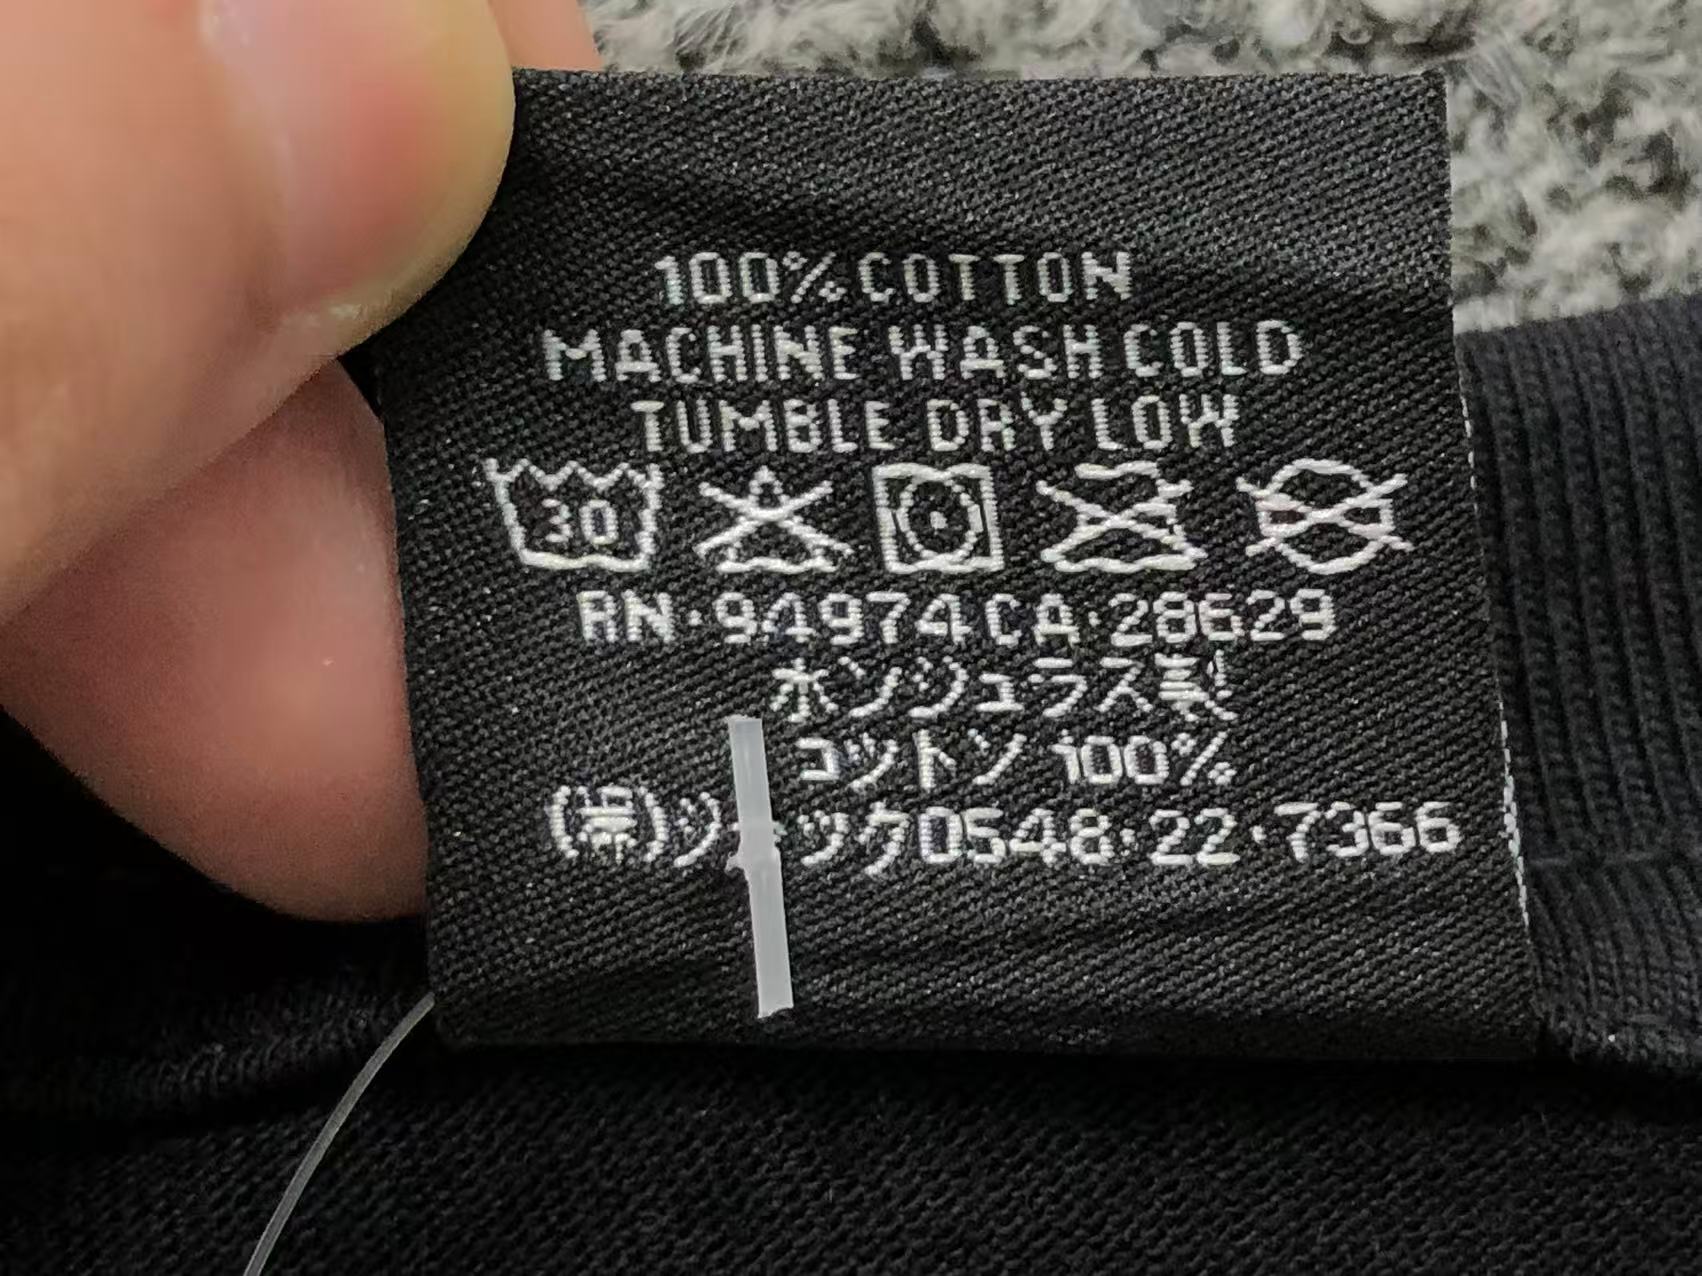 100% COTTON
MACHINE WASH COLD
TUMBLE DRY LOW
30
RN·94974 CA·28629
ホンジュラス製
コットン 100%
0548·22·7366